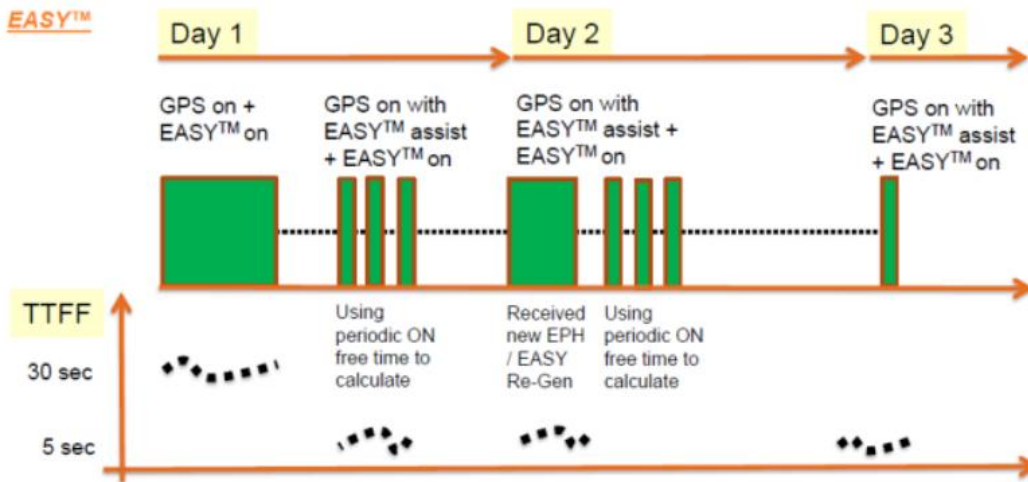 EASY™
Day 1
Day 2
Day 3
GPS on +
EASY™ on
GPS on with
EASY™ assist
+ EASY™ on
GPS on with
EASY™ assist +
EASY™ on
GPS on with
EASY™ assist
+ EASY™ on
TTFF
Using
periodic ON
free time to
calculate
Received
new EPH
/ EASY
Re-Gen
Using
periodic ON
free time to
calculate
30 sec
5 sec